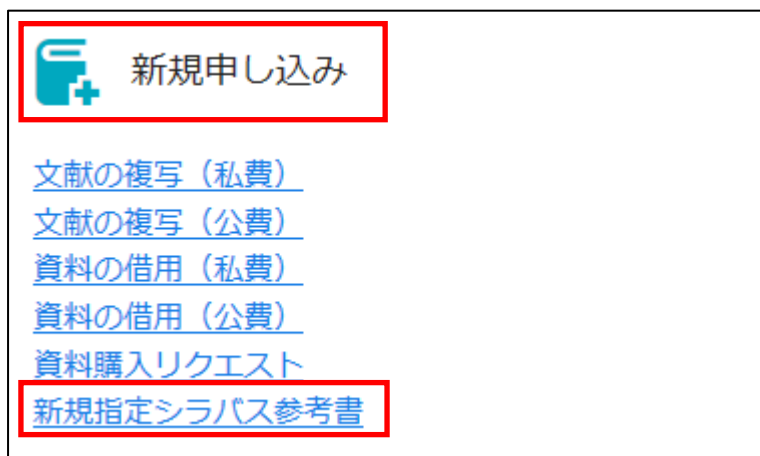 新規申し込み
文献の複写（私費）
文献の複写（公費）
資料の借用（私費）
資料の借用（公費）
資料購入リクエスト
新規指定シラバス参考書